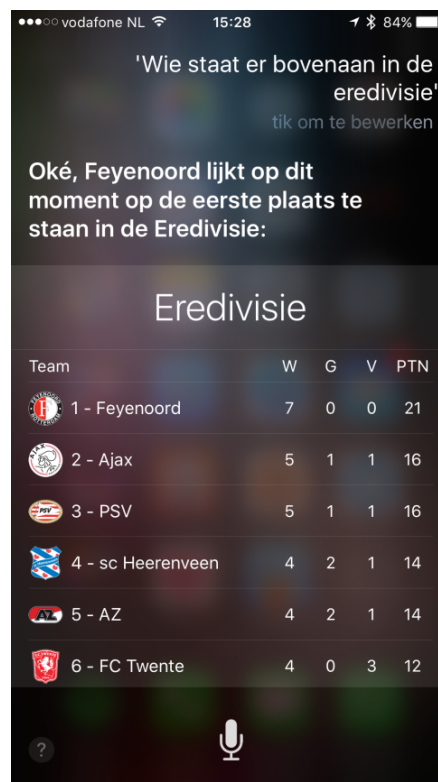 vodafone NL 15:28 84%
'Wie staat er bovenaan in de
eredivisie'
tik om te bewerken
Oké, Feyenoord lijkt op dit
moment op de eerste plaats te
staan in de Eredivisie:
Eredivisie
Team W G V PTN
1 - Feyenoord 7 0 0 21
2 - Ajax 5 1 1 16
3 - PSV 5 1 1 16
4 - sc Heerenveen 4 2 1 14
5 - AZ 4 2 1 14
6 - FC Twente 4 0 3 12
?